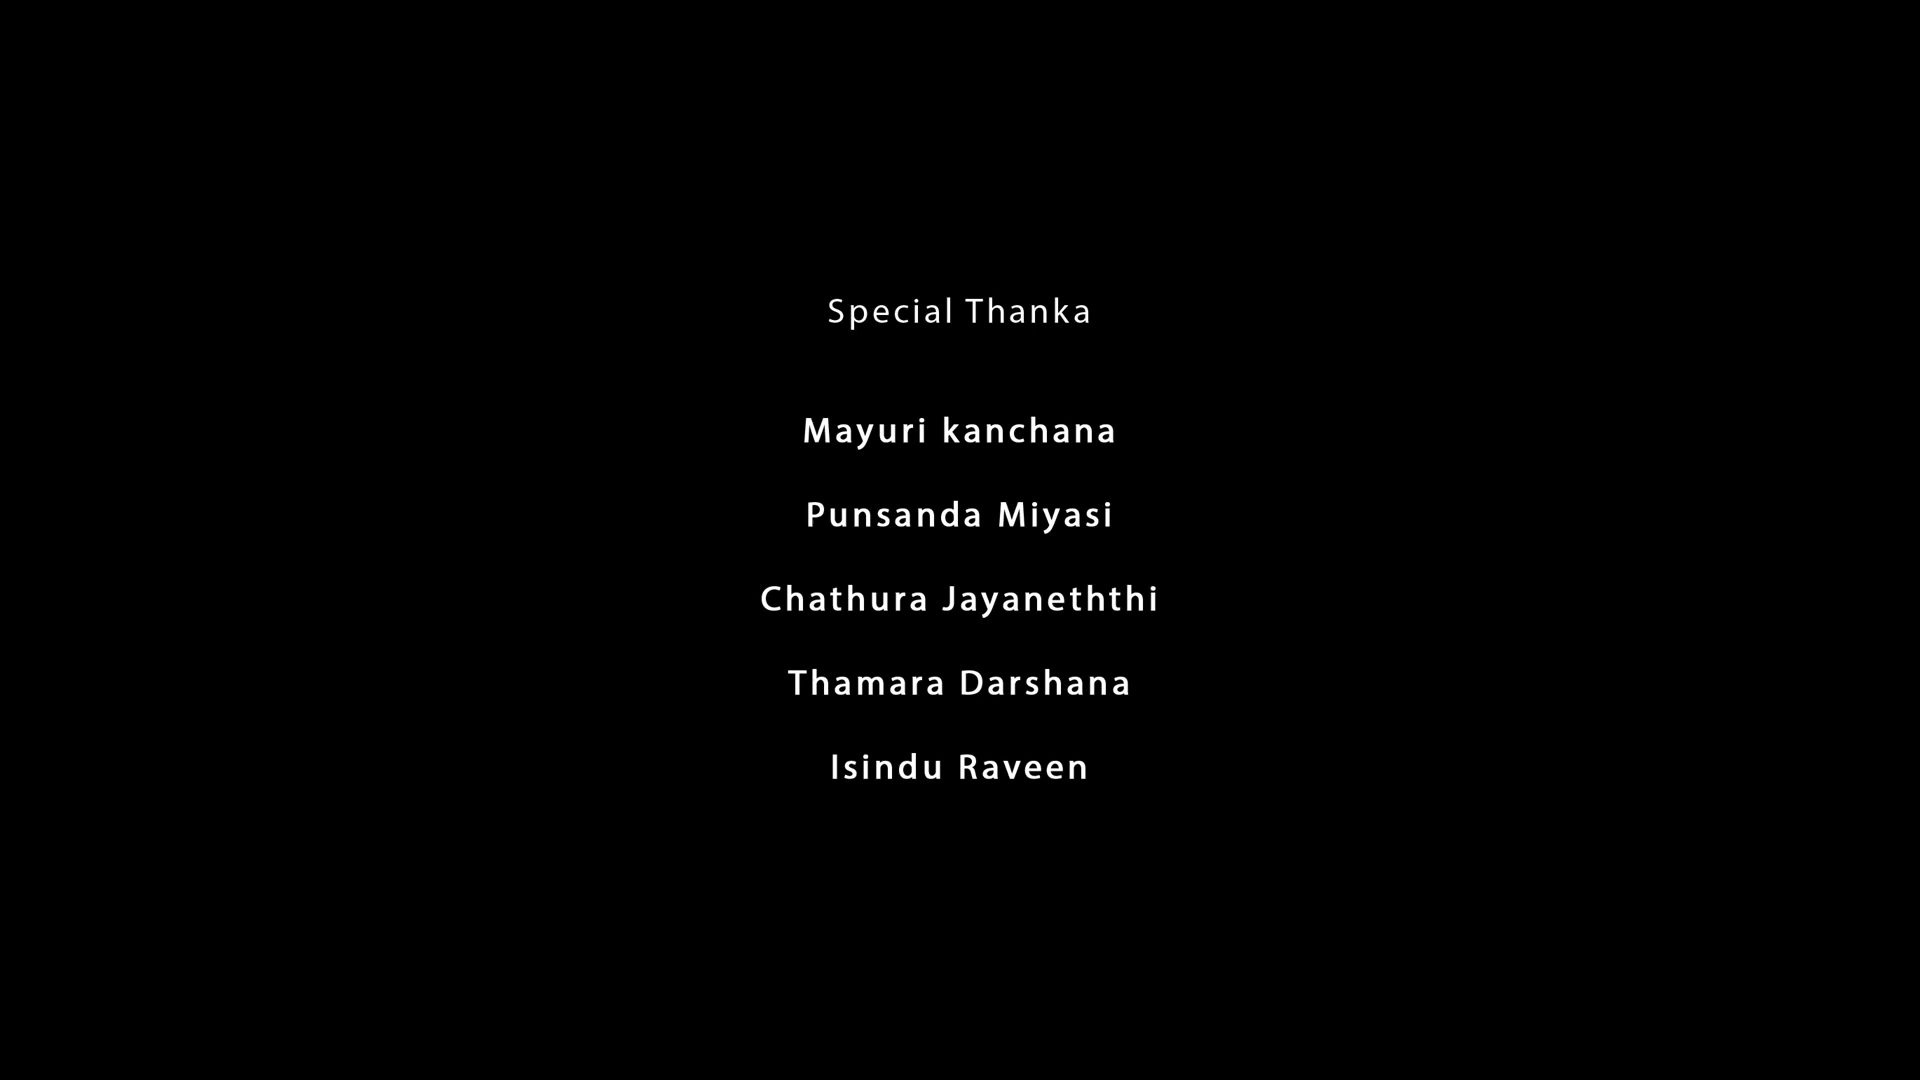 Special Thanka
Mayuri kanchana
Punsanda Miyasi
Chathura Jayaneththi
Thamara Darshana
Isindu Raveen